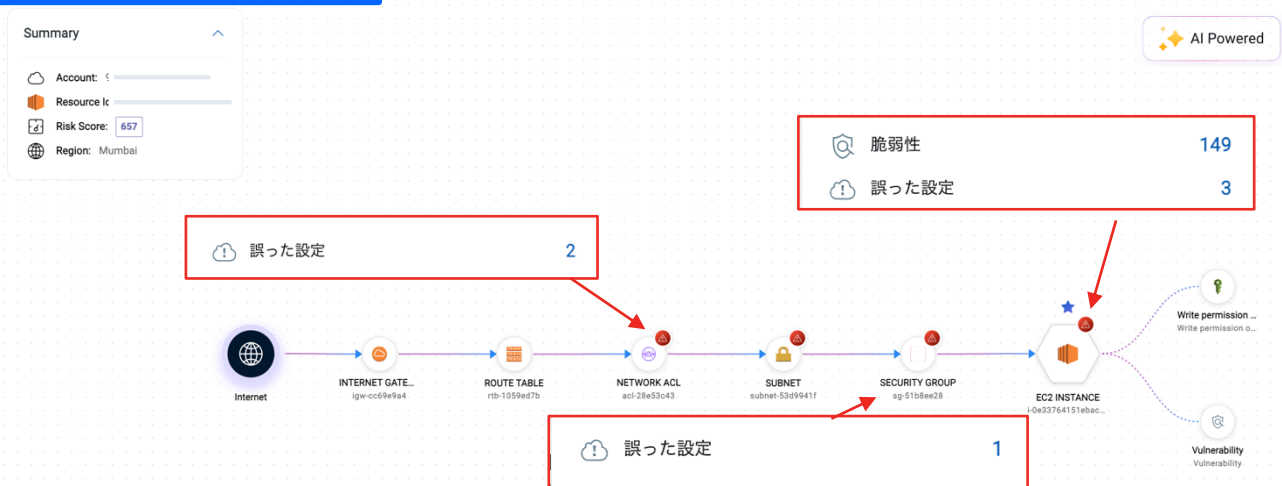 Summary
AI Powered
Account: 9
Resource Ic
Risk Score: 657
Region: Mumbai
脆弱性 149
誤った設定 3
誤った設定 2
Write permission ...
Write permission o...
Internet
INTERNET GATE...
igw-cc69e9a4
ROUTE TABLE
rtb-1059ed7b
NETWORK ACL
acl-28e53c43
SUBNET
subnet-53d9941f
SECURITY GROUP
sg-51b8ee28
EC2 INSTANCE
i-0e33764151ebac...
誤った設定 1
Vulnerability
Vulnerability